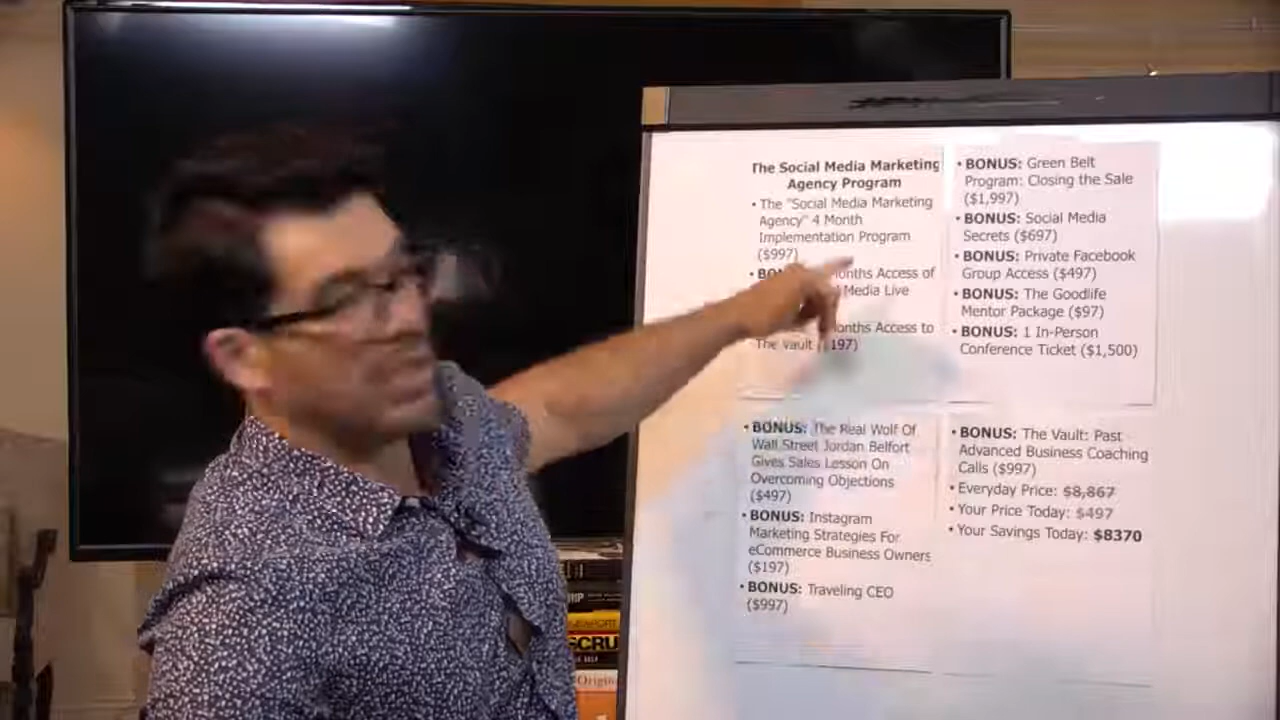 The Social Media Marketing
Agency Program
• The "Social Media Marketing
Agency" 4 Month
Implementation Program
($997)
Months Access of
Media Live
Months Access to
The Vault ( 197)
• BONUS: Green Belt
Program: Closing the Sale
($1,997)
• BONUS: Social Media
Secrets ($697)
• BONUS: Private Facebook
Group Access ($497)
• BONUS: The Goodlife
Mentor Package ($97)
• BONUS: 1 In-Person
Conference Ticket ($1,500)
• BONUS: The Real Wolf Of
Wall Street Jordan Belfort
Gives Sales Lesson On
Overcoming Objections
($497)
• BONUS: Instagram
Marketing Strategies For
eCommerce Business Owners
($197)
• BONUS: Traveling CEO
($997)
• BONUS: The Vault: Past
Advanced Business Coaching
Calls ($997)
• Everyday Price: $8,867
• Your Price Today: $497
• Your Savings Today: $8370
SCRU
Origin